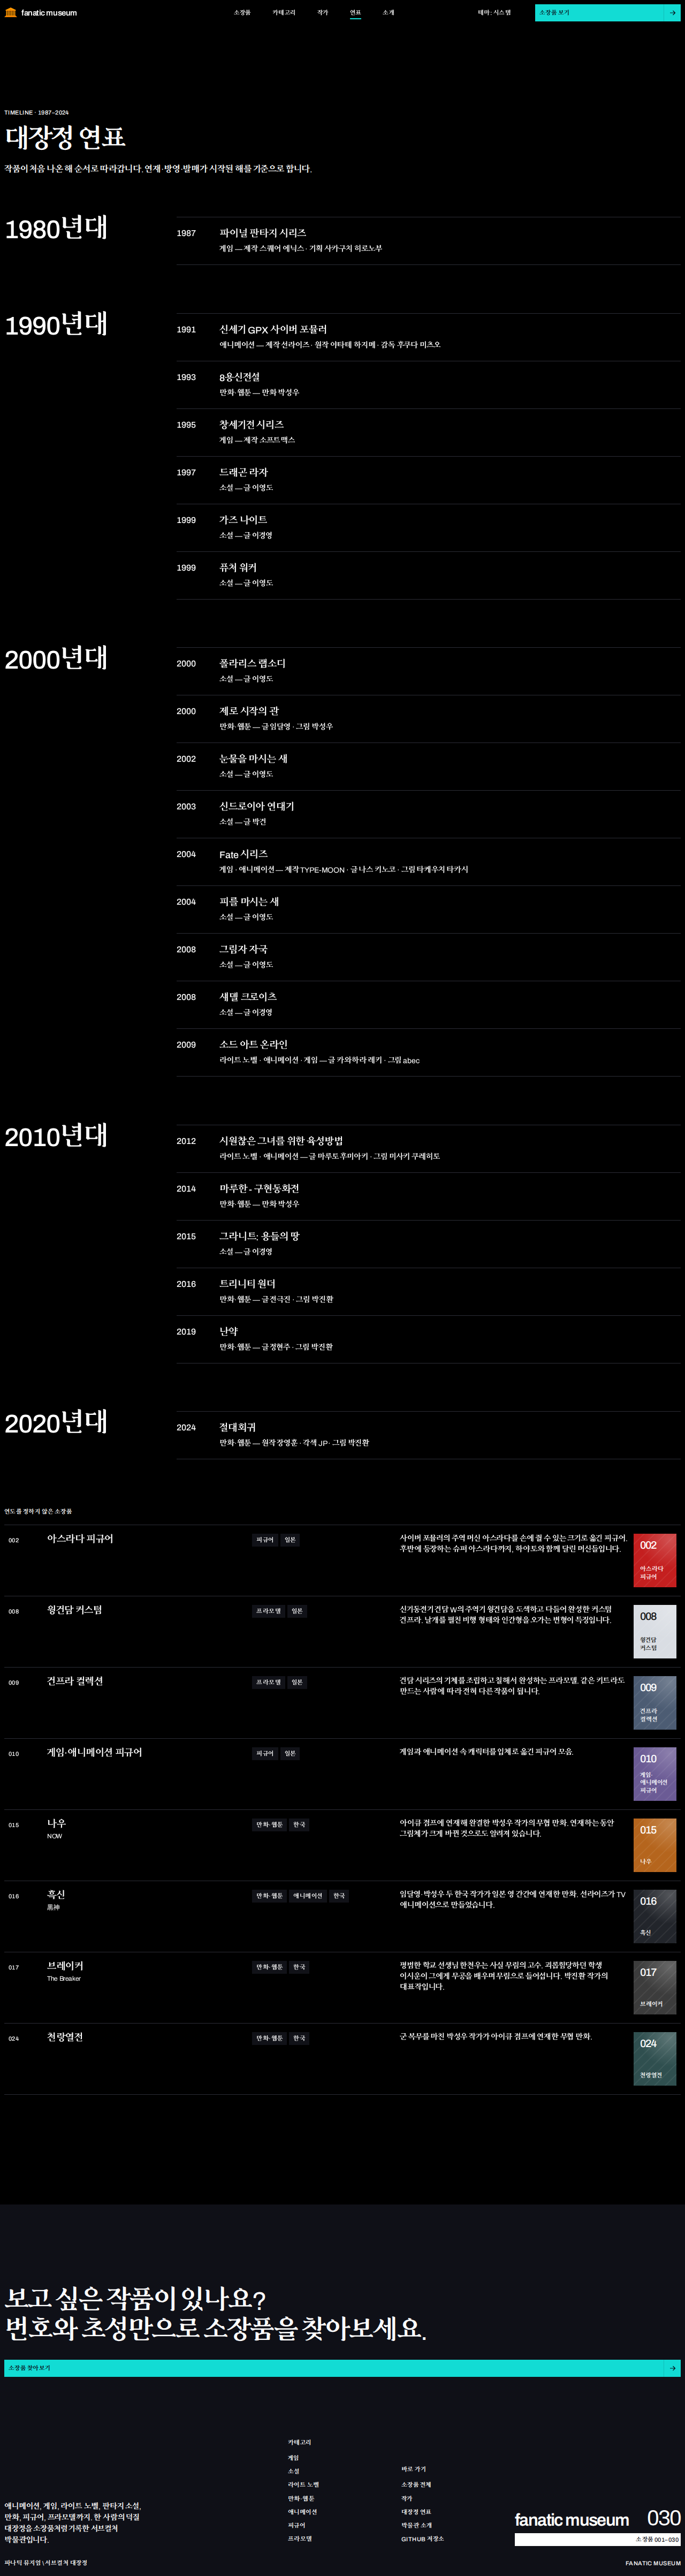 fanatic museum
소장품
카테고리
작가
연표
소개
테마: 시스템
소장품 보기
TIMELINE · 1987–2024
대장정 연표
작품이 처음 나온 해 순서로 따라갑니다. 연재·방영·발매가 시작된 해를 기준으로 합니다.
1980년대
1987 파이널 판타지 시리즈
게임 — 제작 스퀘어 에닉스 · 기획 사카구치 히로노부
1990년대
1991 신세기 GPX 사이버 포뮬러
애니메이션 — 제작 선라이즈 · 원작 야타테 하지메 · 감독 후쿠다 미츠오
1993 8용신전설
만화·웹툰 — 만화 박성우
1995 창세기전 시리즈
게임 — 제작 소프트맥스
1997 드래곤 라자
소설 — 글 이영도
1999 가즈 나이트
소설 — 글 이경영
1999 퓨처 워커
소설 — 글 이영도
2000년대
2000 폴라리스 랩소디
소설 — 글 이영도
2000 제로 시작의 관
만화·웹툰 — 글 임달영 · 그림 박성우
2002 눈물을 마시는 새
소설 — 글 이영도
2003 신드로이아 연대기
소설 — 글 박건
2004 Fate 시리즈
게임 · 애니메이션 — 제작 TYPE-MOON · 글 나스 키노코 · 그림 타케우치 타카시
2004 피를 마시는 새
소설 — 글 이영도
2008 그림자 자국
소설 — 글 이영도
2008 섀델 크로이츠
소설 — 글 이경영
2009 소드 아트 온라인
라이트 노벨 · 애니메이션 · 게임 — 글 카와하라 레키 · 그림 abec
2010년대
2012 시원찮은 그녀를 위한 육성방법
라이트 노벨 · 애니메이션 — 글 마루토 후미아키 · 그림 미사키 쿠레히토
2014 마루한 - 구현동화전
만화·웹툰 — 만화 박성우
2015 그라니트: 용들의 땅
소설 — 글 이경영
2016 트리니티 원더
만화·웹툰 — 글 전극진 · 그림 박진환
2019 난약
만화·웹툰 — 글 정현주 · 그림 박진환
2020년대
2024 절대회귀
만화·웹툰 — 원작 장영훈 · 각색 JP · 그림 박진환
연도를 정하지 않은 소장품
002 아스라다 피규어 피규어 일본
사이버 포뮬러의 주역 머신 아스라다를 손에 쥘 수 있는 크기로 옮긴 피규어.
후반에 등장하는 슈퍼 아스라다까지, 하야토와 함께 달린 머신들입니다.
002
아스라다
피규어
008 윙건담 커스텀 프라모델 일본
신기동전기 건담 W의 주역기 윙건담을 도색하고 다듬어 완성한 커스텀
건프라. 날개를 펼친 비행 형태와 인간형을 오가는 변형이 특징입니다.
008
윙건담
커스텀
009 건프라 컬렉션 프라모델 일본
건담 시리즈의 기체를 조립하고 칠해서 완성하는 프라모델. 같은 키트라도
만드는 사람에 따라 전혀 다른 작품이 됩니다.
009
건프라
컬렉션
010 게임·애니메이션 피규어 피규어 일본
게임과 애니메이션 속 캐릭터를 입체로 옮긴 피규어 모음.
010
게임·
애니메이션
피규어
015 나우 만화·웹툰 한국
NOW
아이큐 점프에 연재해 완결한 박성우 작가의 무협 만화. 연재하는 동안
그림체가 크게 바뀐 것으로도 알려져 있습니다.
015
나우
016 흑신 만화·웹툰 애니메이션 한국
黒神
임달영·박성우 두 한국 작가가 일본 영 간간에 연재한 만화. 선라이즈가 TV
애니메이션으로 만들었습니다.
016
흑신
017 브레이커 만화·웹툰 한국
The Breaker
평범한 학교 선생님 한천우는 사실 무림의 고수. 괴롭힘당하던 학생
이시운이 그에게 무공을 배우며 무림으로 들어섭니다. 박진환 작가의
대표작입니다.
017
브레이커
024 천랑열전 만화·웹툰 한국
군 복무를 마친 박성우 작가가 아이큐 점프에 연재한 무협 만화.
024
천랑열전
보고 싶은 작품이 있나요?
번호와 초성만으로 소장품을 찾아보세요.
소장품 찾아보기
애니메이션, 게임, 라이트 노벨, 판타지 소설,
만화, 피규어, 프라모델까지. 한 사람의 덕질
대장정을 소장품처럼 기록한 서브컬처
박물관입니다.
카테고리
게임
소설
라이트 노벨
만화·웹툰
애니메이션
피규어
프라모델
바로 가기
소장품 전체
작가
대장정 연표
박물관 소개
GITHUB 저장소
fanatic museum 030
소장품 001–030
파나틱 뮤지엄 \ 서브컬처 대장정
FANATIC MUSEUM